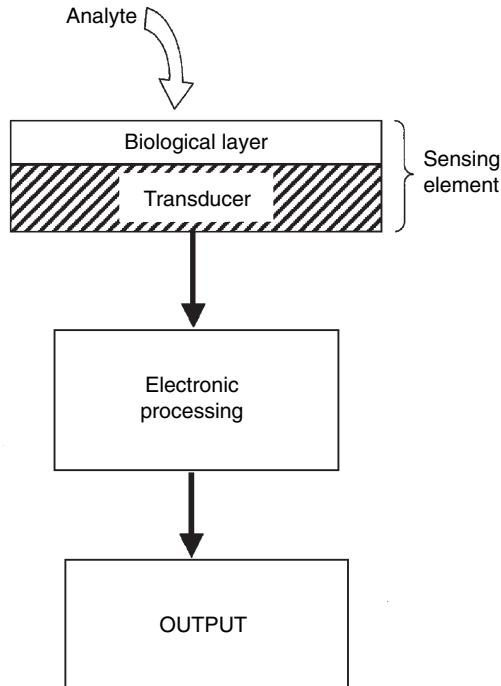 Analyte
Biological layer
Transducer
Sensing
element
Electronic
processing
OUTPUT